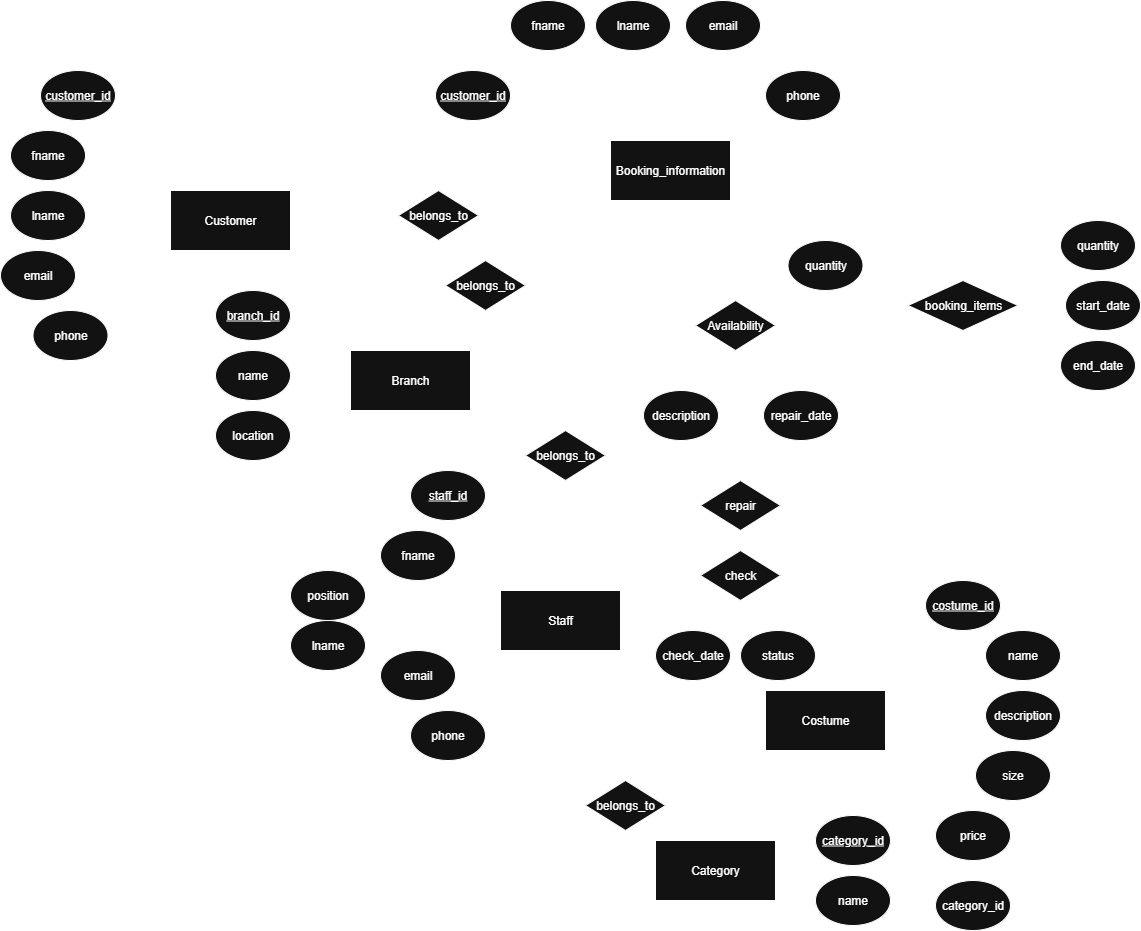 fname
lname
email
customer_id
customer_id
phone
fname
Booking_information
lname
Customer
belongs_to
quantity
email
belongs_to
quantity
branch_id
Availability
booking_items
start_date
phone
name
Branch
end_date
location
description
repair_date
belongs_to
staff_id
repair
fname
check
position
lname
Staff
costume_id
email
check_date
status
name
phone
Costume
description
size
belongs_to
category_id
price
Category
name
category_id